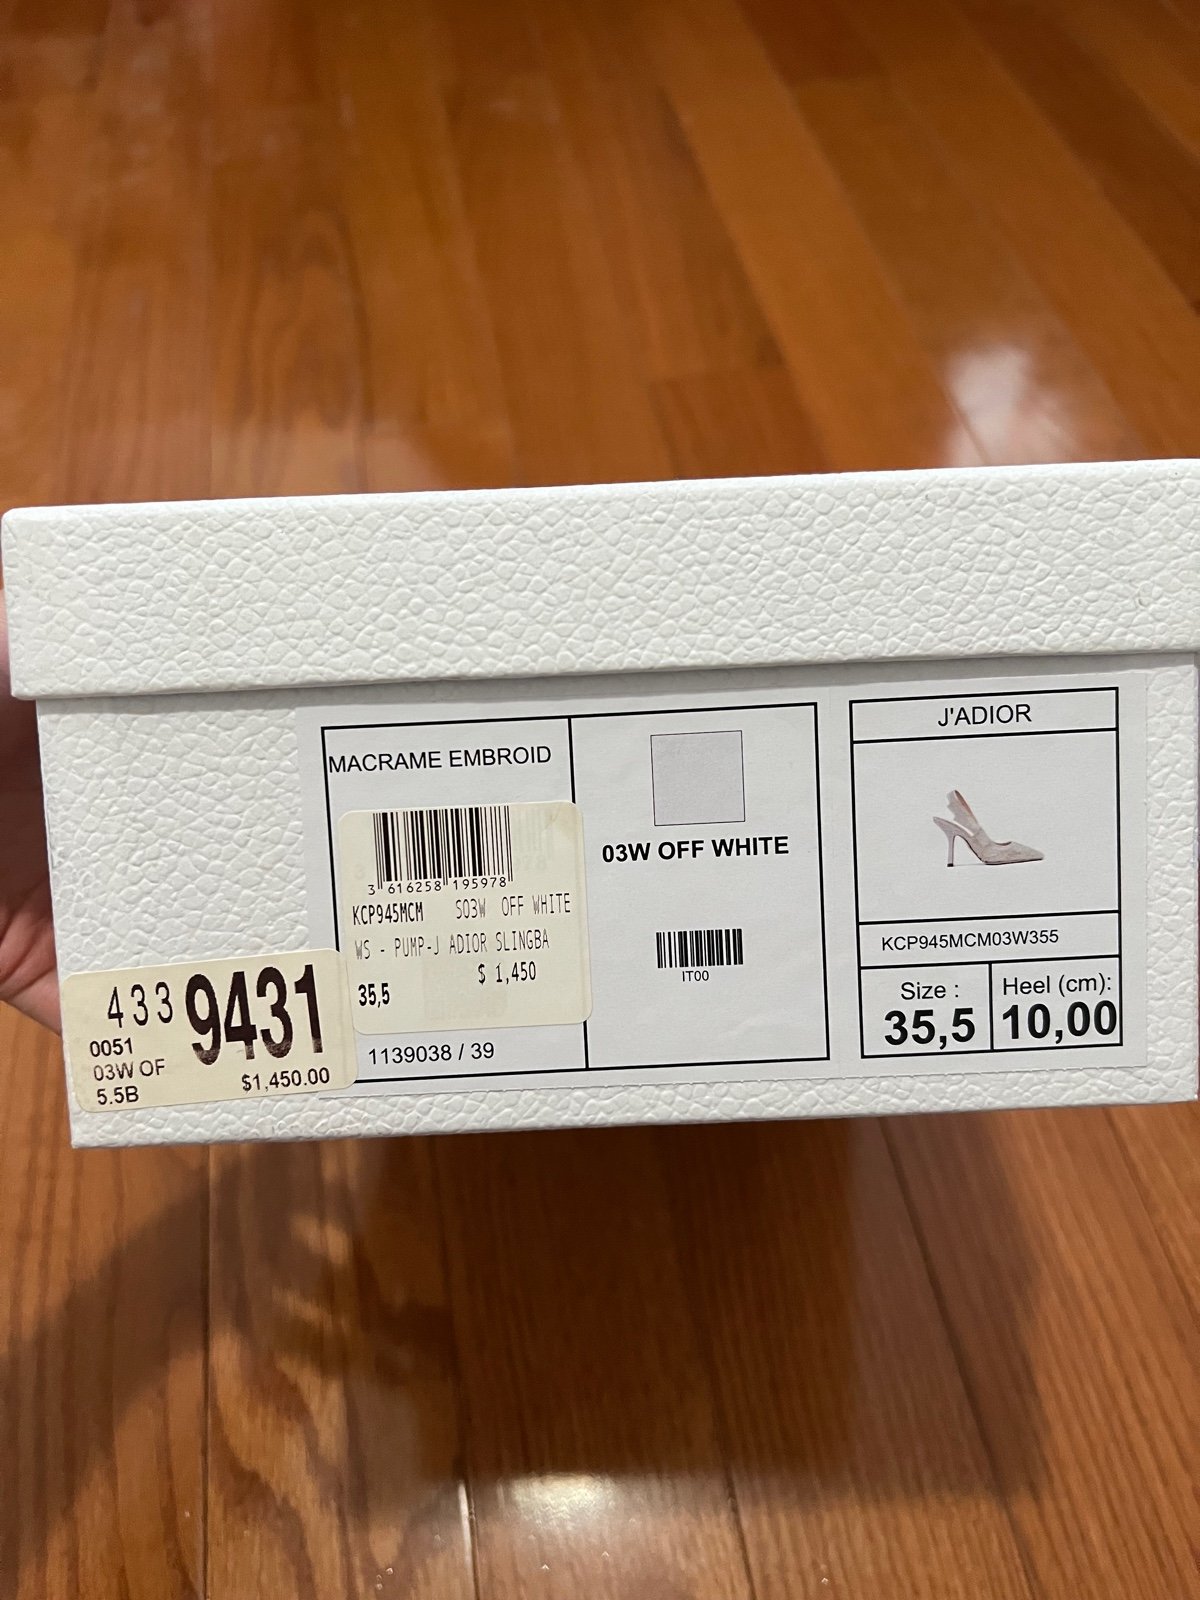 MACRAME EMBROID
3 616258 195978
KCP945MCM S03W OFF WHITE
WS - PUMP-J ADIOR SLINGBA
$ 1,450
35,5
1139038 / 39
433 9431
0051
03W OF
5.5B
$1,450.00
03W OFF WHITE
IT00
J'ADIOR
KCP945MCM03W355
Size :
35,5
Heel (cm):
10,00